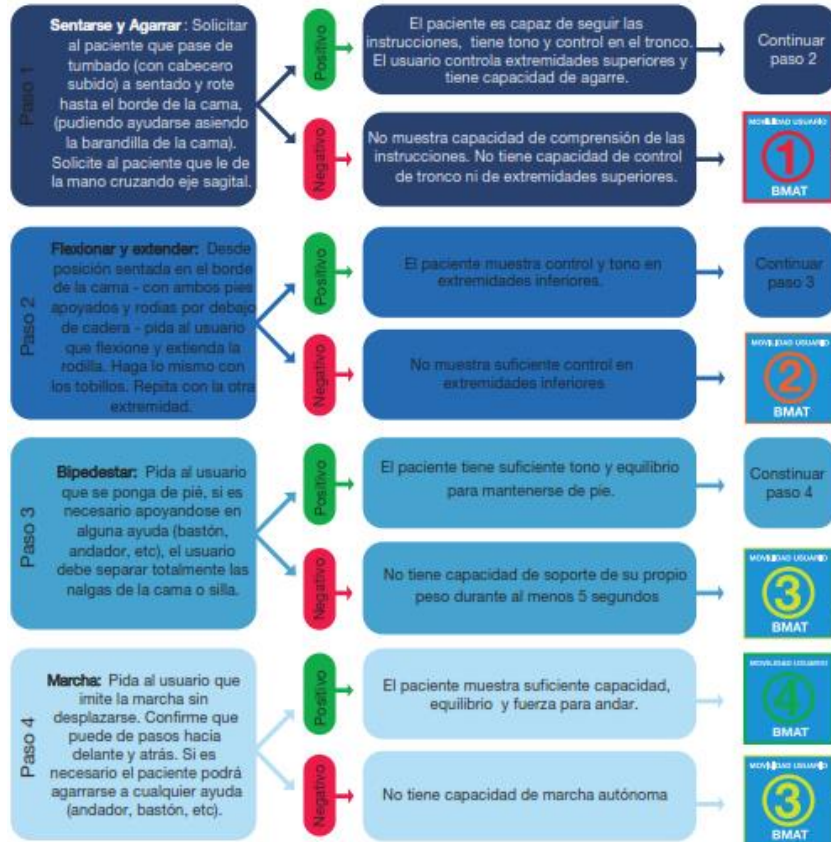 Paso 1
Sentarse y Agarrar: Solicitar
al paciente que pase de
tumbado (con cabecero
subido) a sentado y rote
hasta el borde de la cama,
(pudiendo ayudarse asiendo
la barandilla de la cama).
Solicite al paciente que le de
la mano cruzando eje sagital.
Positivo
El paciente es capaz de seguir las
instrucciones, tiene tono y control en el tronco.
El usuario controla extremidades superiores y
tiene capacidad de agarre.
Continuar
paso 2
Negativo
No muestra capacidad de comprensión de las
instrucciones. No tiene capacidad de control
de tronco ni de extremidades superiores.
MOVILIDAD USUARIO
1
BMAT
Paso 2
Flexionar y extender: Desde
posición sentada en el borde
de la cama - con ambos pies
apoyados y rodias por debajo
de cadera - pida al usuario
que flexione y extienda la
rodilla. Haga lo mismo con
los tobillos. Repita con la otra
extremidad.
Positivo
El paciente muestra control y tono en
extremidades inferiores.
Continuar
paso 3
Negativo
No muestra suficiente control en
extremidades inferiores
MOVILIDAD USUARIO
2
BMAT
Paso 3
Bipedestar: Pida al usuario
que se ponga de pié, si es
necesario apoyandose en
alguna ayuda (bastón,
andador, etc), el usuario
debe separar totalmente las
nalgas de la cama o silla.
Positivo
El paciente tiene suficiente tono y equilibrio
para mantenerse de pie.
Constinuar
paso 4
Negativo
No tiene capacidad de soporte de su propio
peso durante al menos 5 segundos
MOVILIDAD USUARIO
3
BMAT
Paso 4
Marcha: Pida al usuario que
imite la marcha sin
desplazarse. Confirme que
puede de pasos hacia
delante y atrás. Si es
necesario el paciente podrá
agarrarse a cualquier ayuda
(andador, bastón, etc).
Positivo
El paciente muestra suficiente capacidad,
equilibrio y fuerza para andar.
MOVILIDAD USUARIO
4
BMAT
Negativo
No tiene capacidad de marcha autónoma
MOVILIDAD USUARIO
3
BMAT